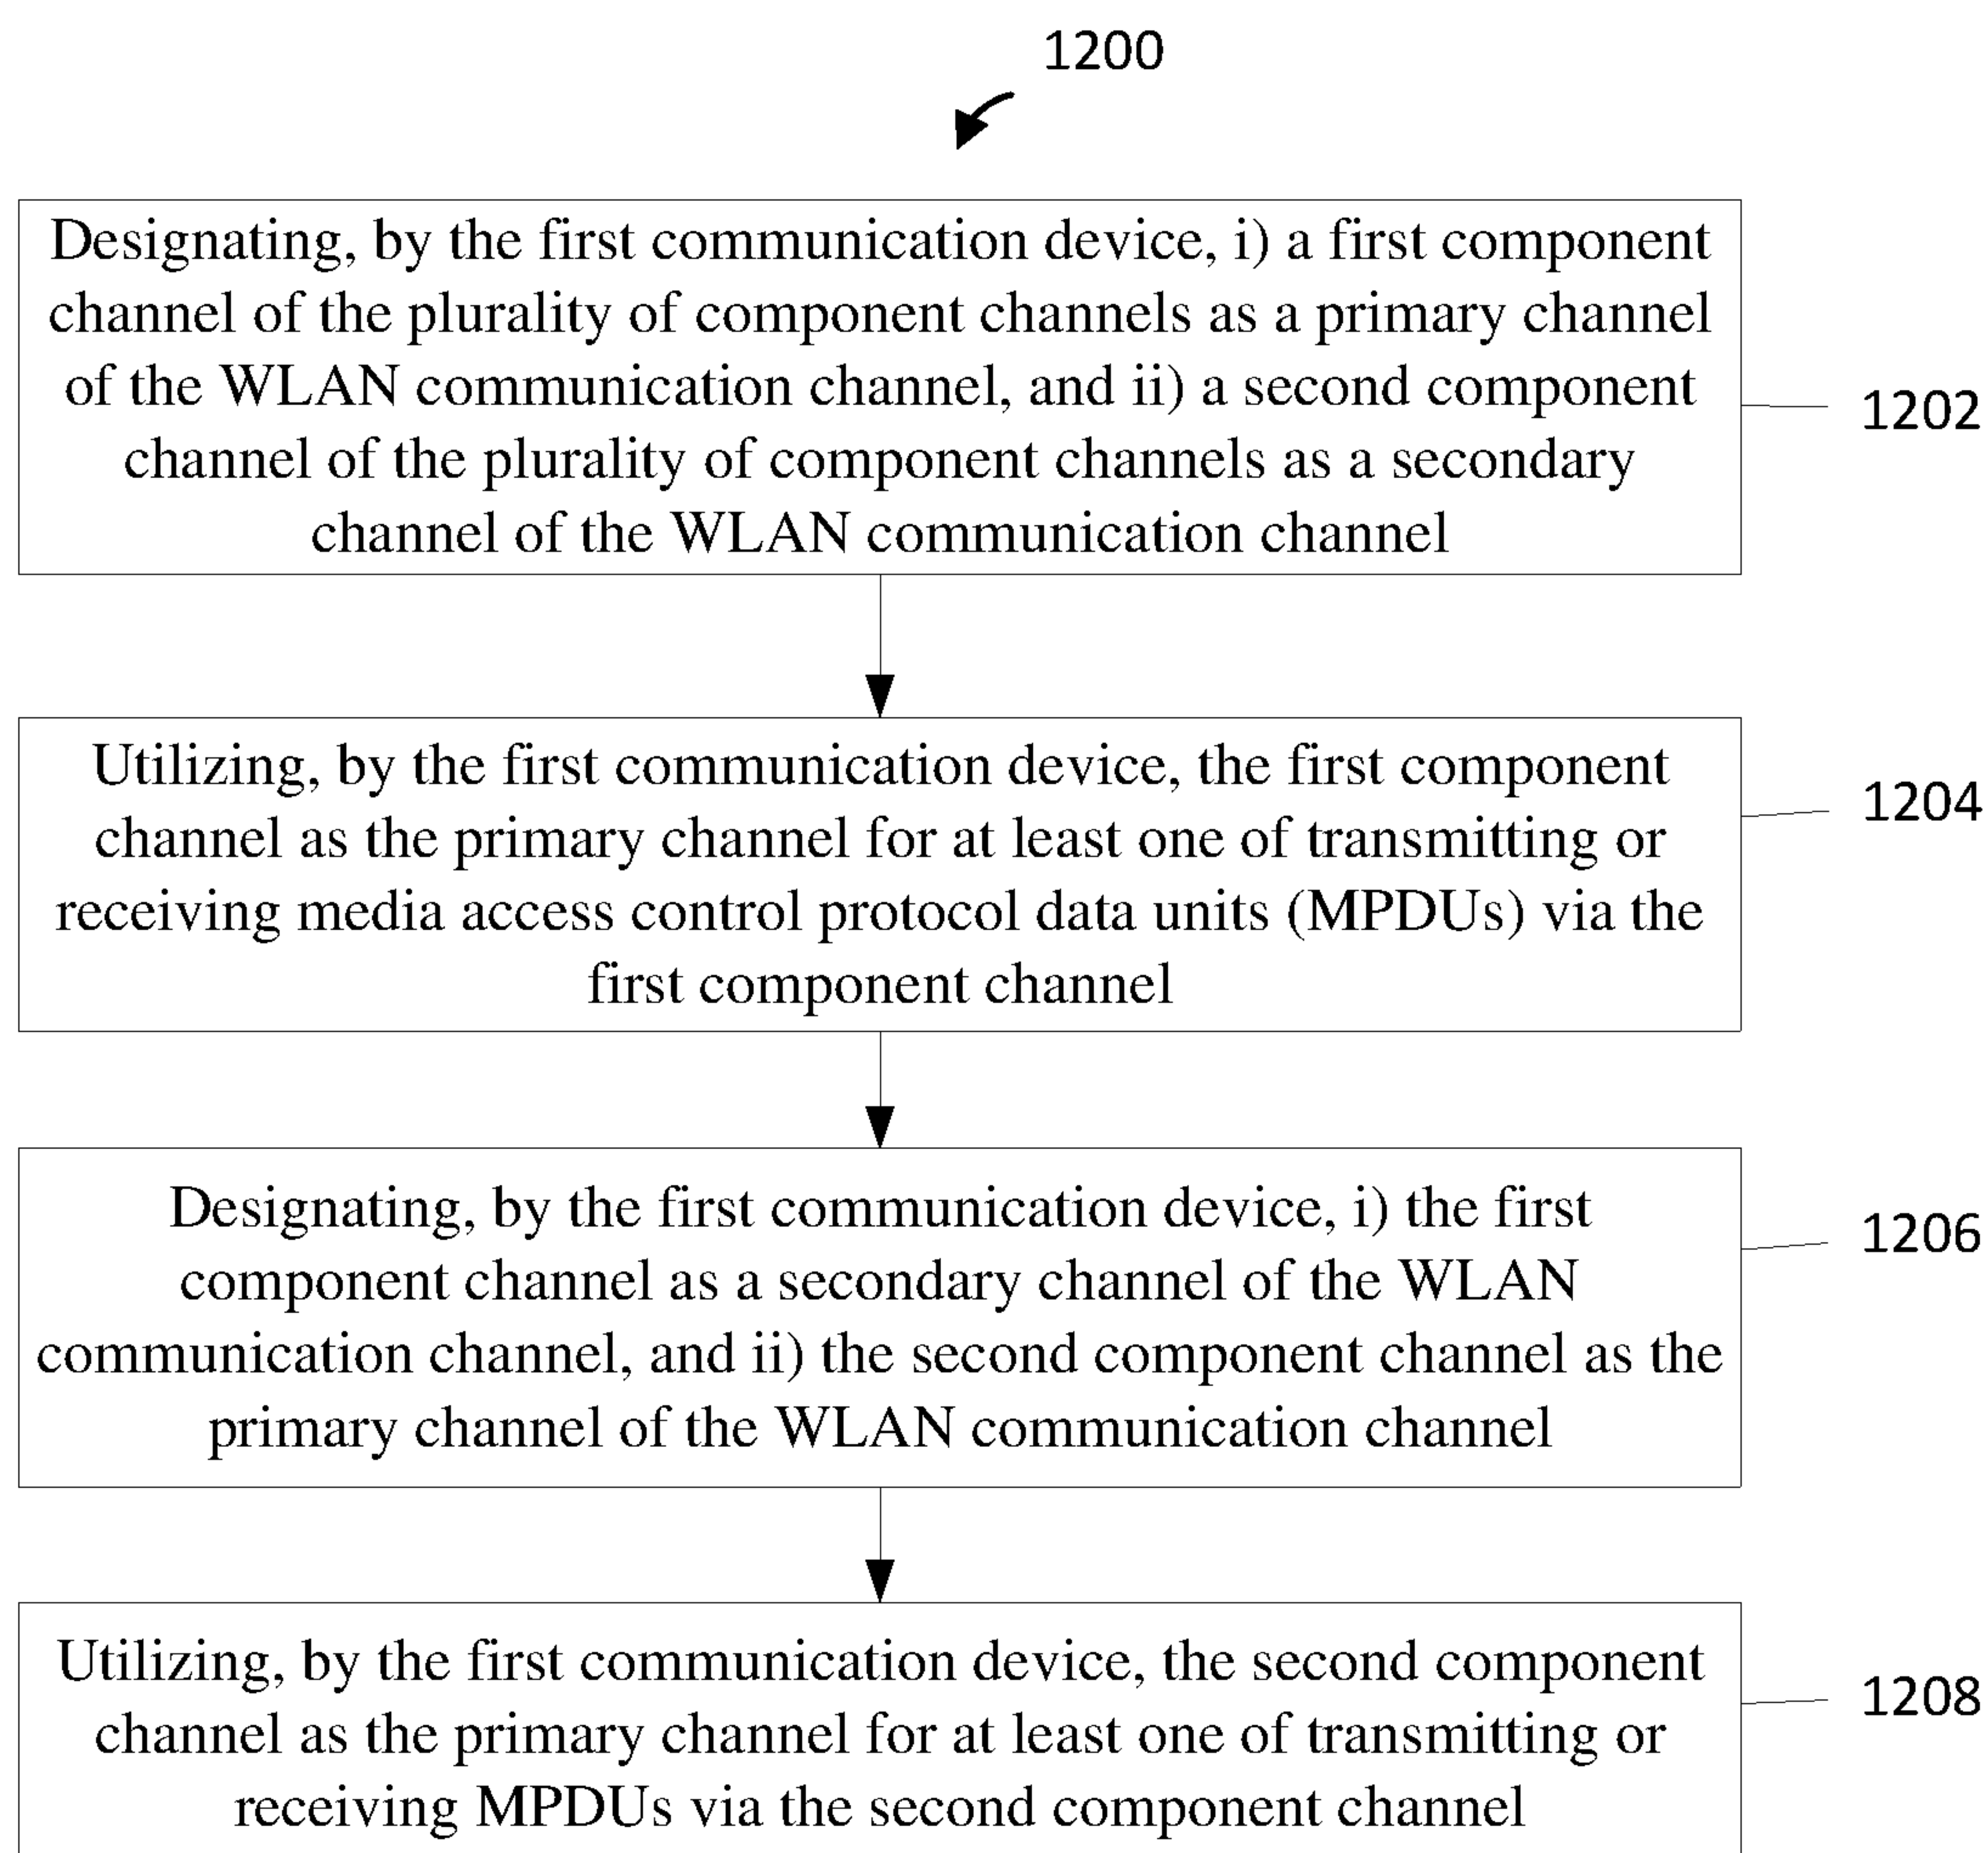 1200
Designating, by the first communication device, i) a first component
channel of the plurality of component channels as a primary channel
of the WLAN communication channel, and ii) a second component
channel of the plurality of component channels as a secondary
channel of the WLAN communication channel
1202
Utilizing, by the first communication device, the first component
channel as the primary channel for at least one of transmitting or
receiving media access control protocol data units (MPDUs) via the
first component channel
1204
Designating, by the first communication device, i) the first
component channel as a secondary channel of the WLAN
communication channel, and ii) the second component channel as the
primary channel of the WLAN communication channel
1206
Utilizing, by the first communication device, the second component
channel as the primary channel for at least one of transmitting or
receiving MPDUs via the second component channel
1208